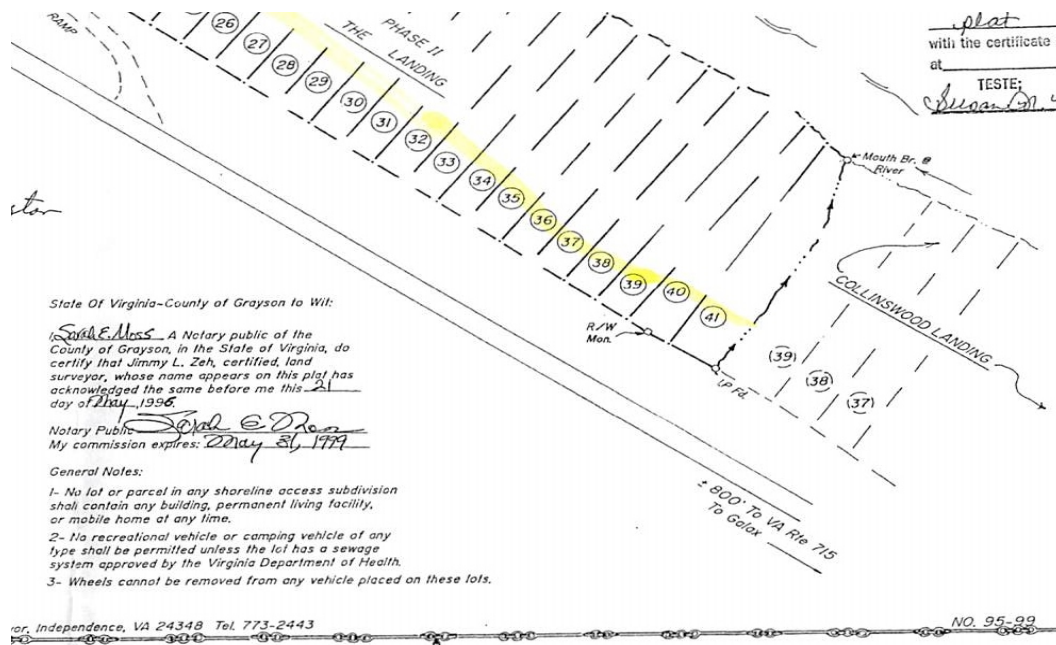 RAMP
PHASE II
THE LANDING
26
27
28
29
30
31
32
33
34
35
36
37
38
39
40
41
plat
with the certificate
at
TESTE:
Susan
Mouth Br. @
River
COLLINSWOOD LANDING
(39)
(38)
(37)
R/W
Mon.
I.P. Fd.
± 800' To VA Rte 715
To Galax
State Of Virginia-County of Grayson to Wit:
I, Sarah E. Moss A Notary public of the
County of Grayson, in the State of Virginia, do
certify that Jimmy L. Zeh, certified, land
surveyor, whose name appears on this plat has
acknowledged the same before me this 21
day of May, 1996.
Notary Public Sarah E. Moss
My commission expires: May 31, 1999
General Notes:
1- No lot or parcel in any shoreline access subdivision
shall contain any building, permanent living facility,
or mobile home at any time.
2- No recreational vehicle or camping vehicle of any
type shall be permitted unless the lot has a sewage
system approved by the Virginia Department of Health.
3- Wheels cannot be removed from any vehicle placed on these lots.
Independence, VA 24348 Tel. 773-2443
NO. 95-99